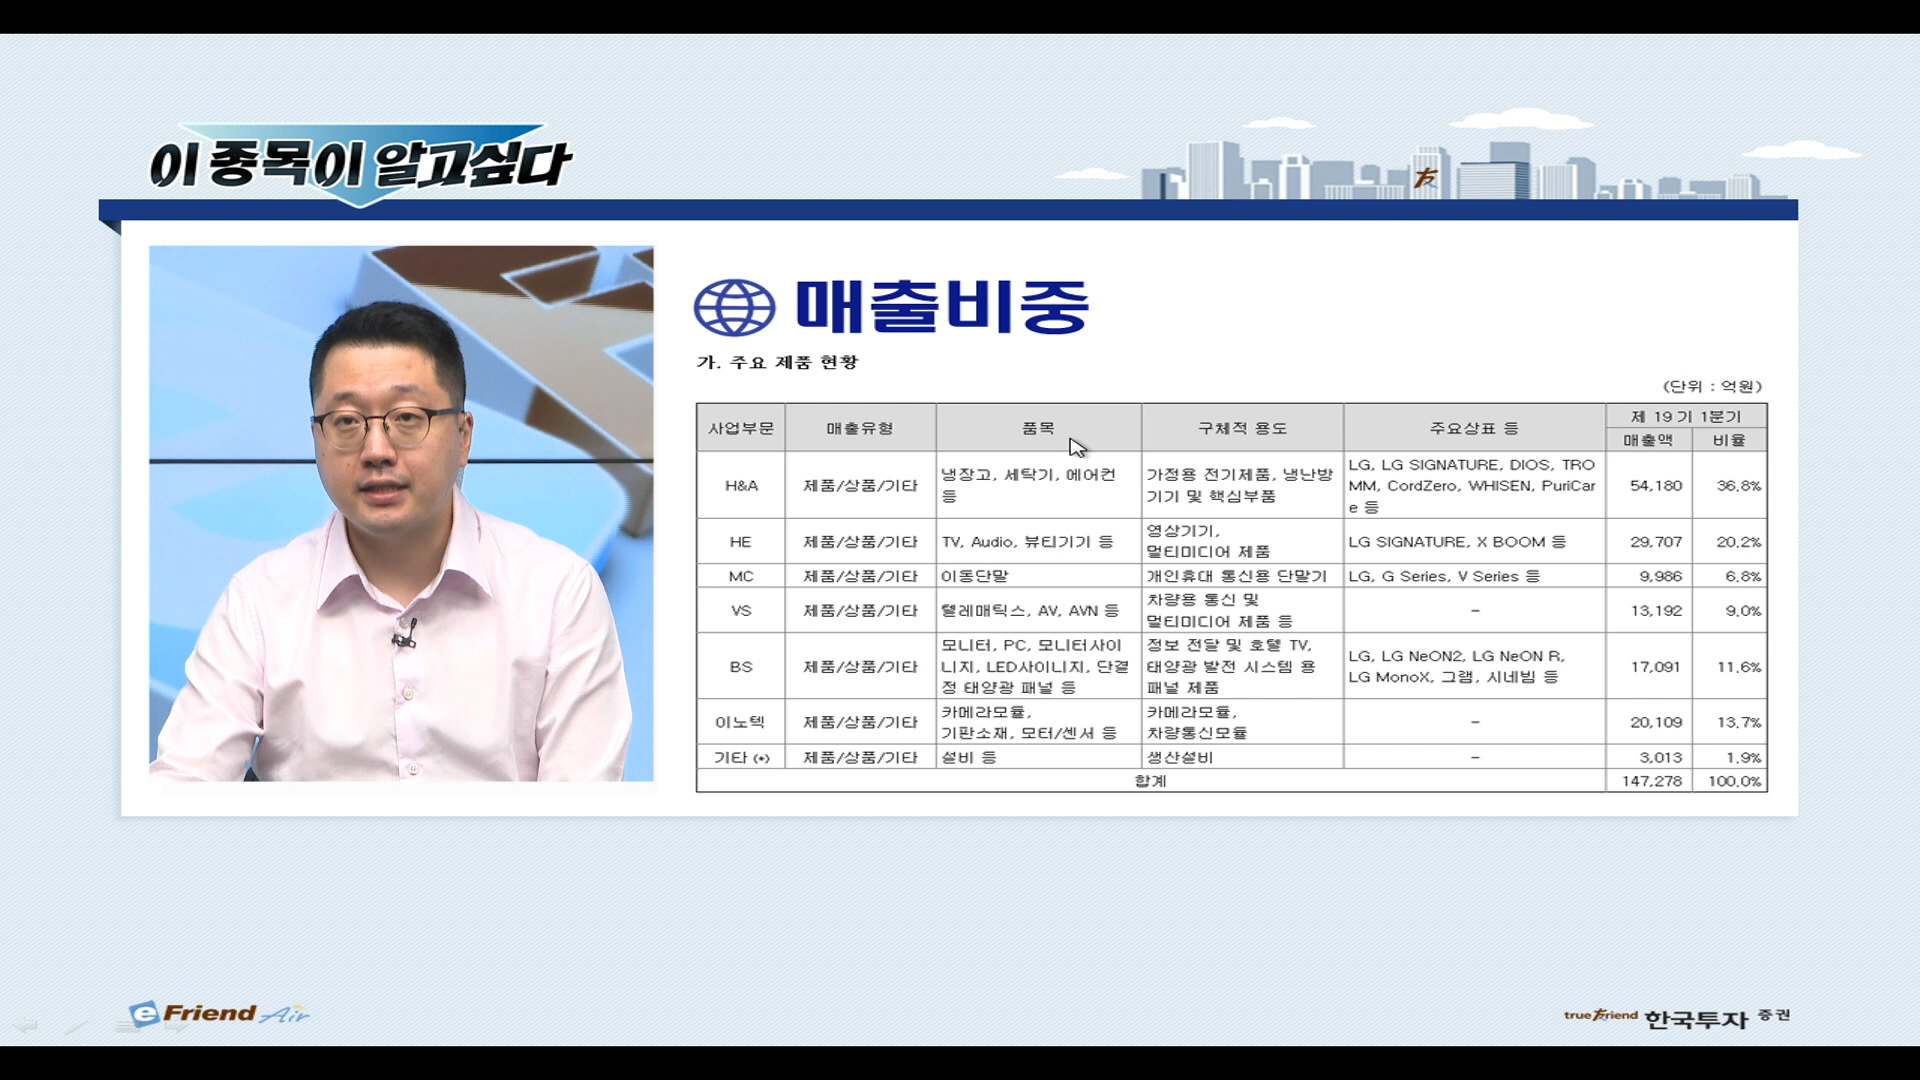 이 종목이 알고싶다
友
매출비중
가. 주요 제품 현황
(단위 : 억원)
사업부문 매출유형 품목 구체적 용도 주요상표 등 제 19 기 1분기
매출액 비율
H&A 제품/상품/기타 냉장고, 세탁기, 에어컨 등 가정용 전기제품, 냉난방 기기 및 핵심부품 LG, LG SIGNATURE, DIOS, TROMM, CordZero, WHISEN, PuriCare 등 54,180 36.8%
HE 제품/상품/기타 TV, Audio, 뷰티기기 등 영상기기, 멀티미디어 제품 LG SIGNATURE, X BOOM 등 29,707 20.2%
MC 제품/상품/기타 이동단말 개인휴대 통신용 단말기 LG, G Series, V Series 등 9,986 6.8%
VS 제품/상품/기타 텔레매틱스, AV, AVN 등 차량용 통신 및 멀티미디어 제품 등 - 13,192 9.0%
BS 제품/상품/기타 모니터, PC, 모니터사이니지, LED사이니지, 단결정 태양광 패널 등 정보 전달 및 호텔 TV, 태양광 발전 시스템 용 패널 제품 LG, LG NeON2, LG NeON R, LG MonoX, 그램, 시네빔 등 17,091 11.6%
이노텍 제품/상품/기타 카메라모듈, 기판소재, 모터/센서 등 카메라모듈, 차량통신모듈 - 20,109 13.7%
기타 (*) 제품/상품/기타 설비 등 생산설비 - 3,013 1.9%
합계 147,278 100.0%
eFriend Air
true友riend 한국투자 증권